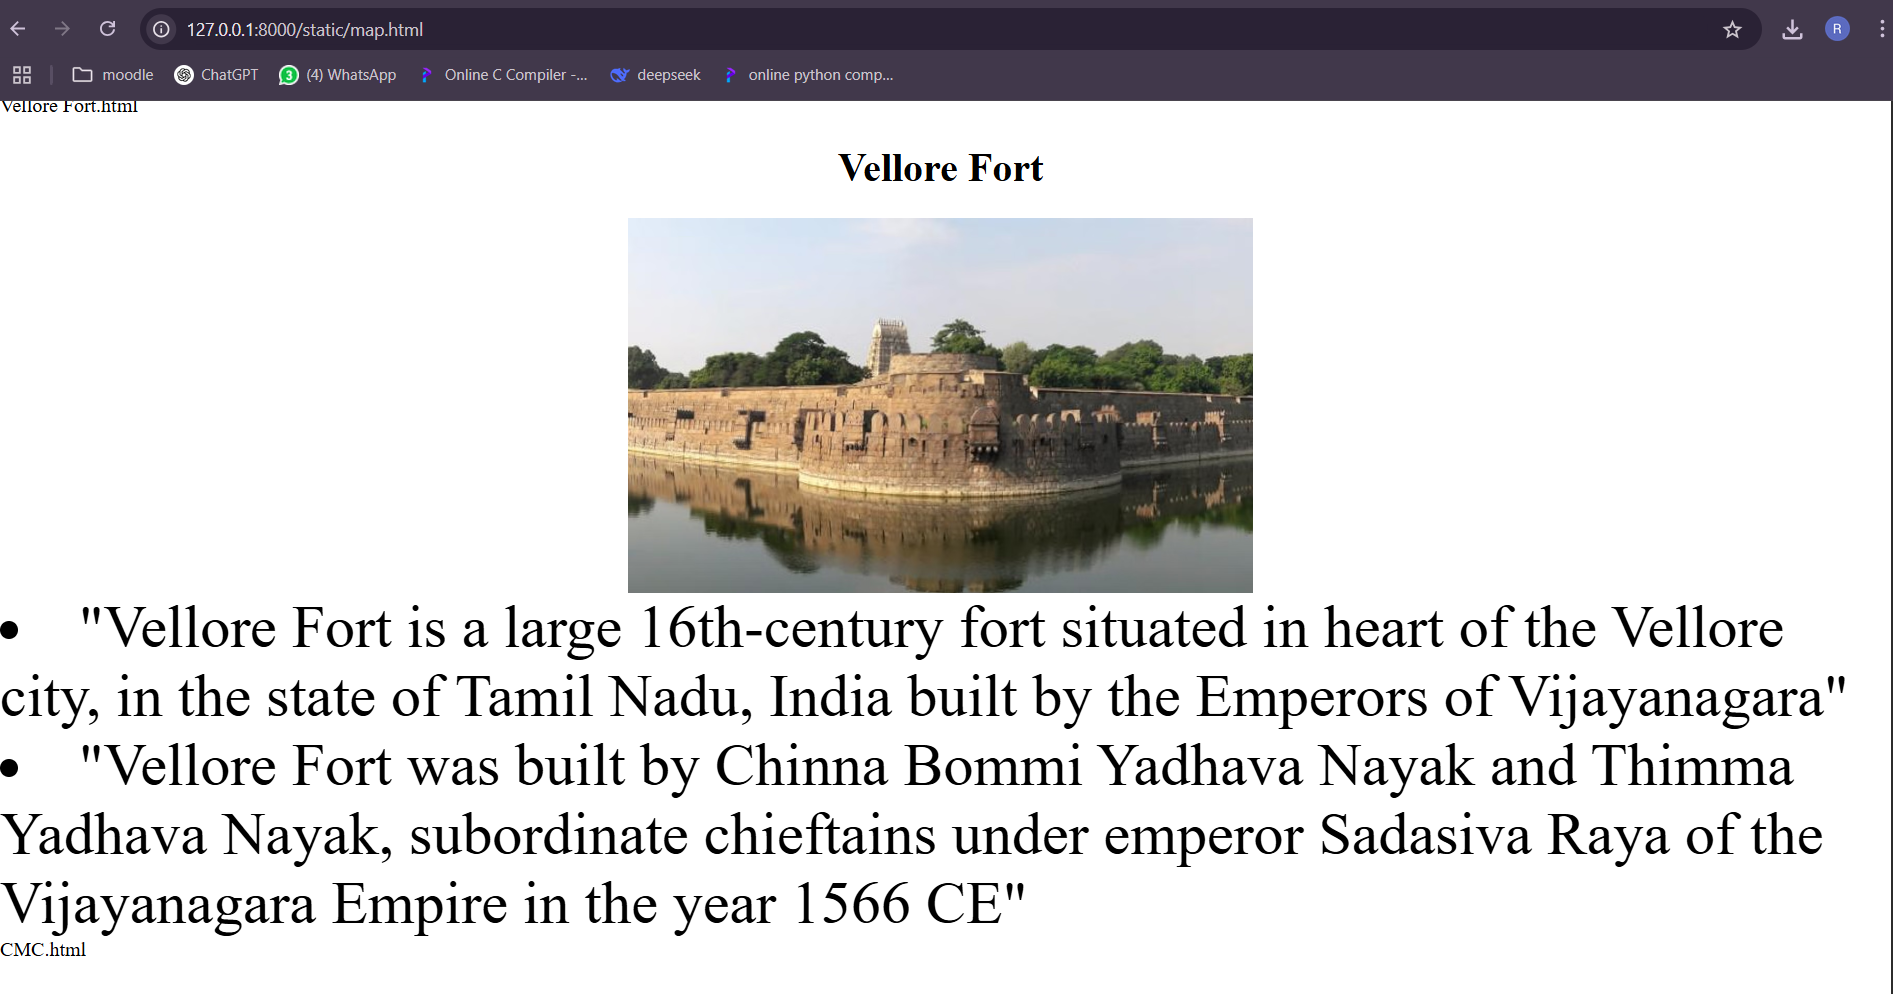 127.0.0.1:8000/static/map.html
R
moodle
ChatGPT
3
(4) WhatsApp
Online C Compiler -...
deepseek
online python comp...
Vellore Fort.html
Vellore Fort
• "Vellore Fort is a large 16th-century fort situated in heart of the Vellore
city, in the state of Tamil Nadu, India built by the Emperors of Vijayanagara"
• "Vellore Fort was built by Chinna Bommi Yadhava Nayak and Thimma
Yadhava Nayak, subordinate chieftains under emperor Sadasiva Raya of the
Vijayanagara Empire in the year 1566 CE"
CMC.html